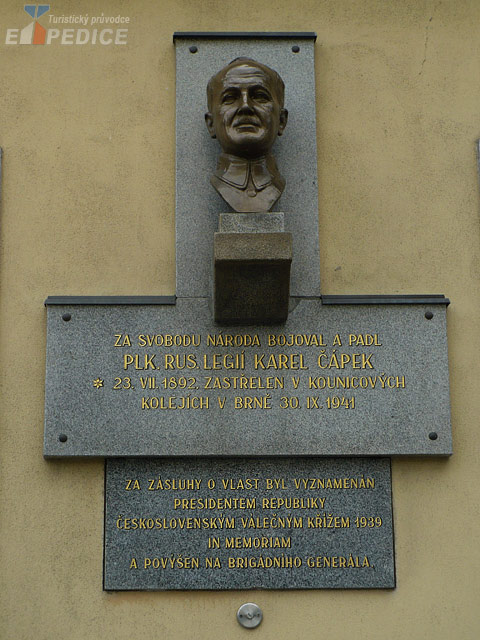 Turistický průvodce
EXPEDICE
ZA SVOBODU NÁRODA BOJOVAL A PADL
PLK. RUS. LEGIÍ KAREL ČÁPEK
* 23. VII. 1892, ZASTŘELEN V KOUNICOVÝCH
KOLEJÍCH V BRNĚ 30. IX. 1941
ZA ZÁSLUHY O VLAST BYL VYZNAMENÁN
PRESIDENTEM REPUBLIKY
ČESKOSLOVENSKÝM VÁLEČNÝM KŘÍŽEM 1939
IN MEMORIAM
A POVÝŠEN NA BRIGÁDNÍHO GENERÁLA.